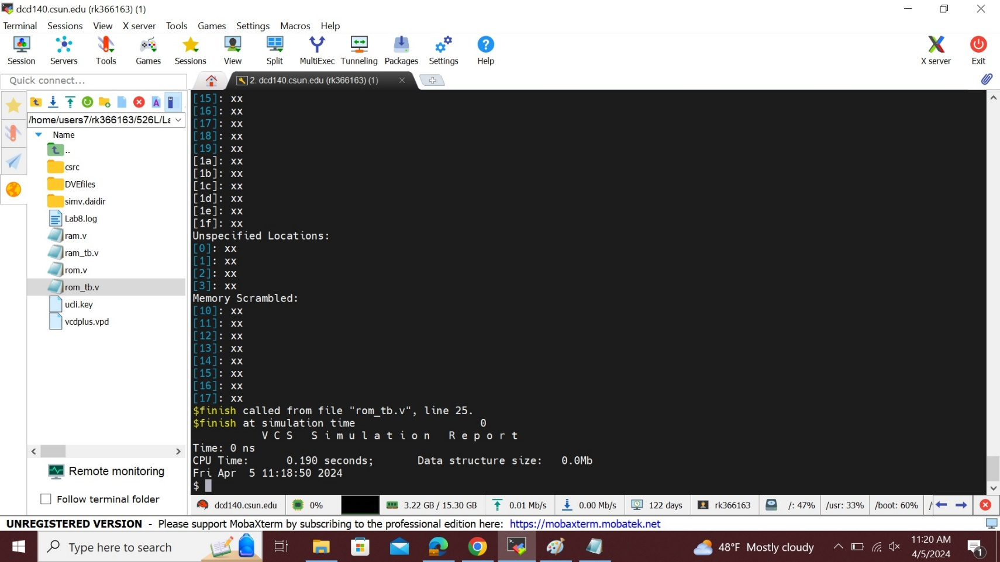 dcd140.csun.edu (rk366163) (1)
Terminal Sessions View X server Tools Games Settings Macros Help
Session Servers Tools Games Sessions View Split MultiExec Tunneling Packages Settings Help X server Exit
Quick connect...
2. dcd140.csun.edu (rk366163) (1)
/home/users7/rk366163/526L/La
Name
..
csrc
DVEfiles
simv.daidir
Lab8.log
ram.v
ram_tb.v
rom.v
rom_tb.v
ucli.key
vcdplus.vpd
Remote monitoring
Follow terminal folder
[15]: xx
[16]: xx
[17]: xx
[18]: xx
[19]: xx
[1a]: xx
[1b]: xx
[1c]: xx
[1d]: xx
[1e]: xx
[1f]: xx
Unspecified Locations:
[0]: xx
[1]: xx
[2]: xx
[3]: xx
Memory Scrambled:
[10]: xx
[11]: xx
[12]: xx
[13]: xx
[14]: xx
[15]: xx
[16]: xx
[17]: xx
$finish called from file "rom_tb.v", line 25.
$finish at simulation time 0
V C S S i m u l a t i o n R e p o r t
Time: 0 ns
CPU Time: 0.190 seconds; Data structure size: 0.0Mb
Fri Apr 5 11:18:50 2024
$
dcd140.csun.edu 0% 3.22 GB / 15.30 GB 0.01 Mb/s 0.00 Mb/s 122 days rk366163 /: 47% /usr: 33% /boot: 60% /
UNREGISTERED VERSION - Please support MobaXterm by subscribing to the professional edition here: https://mobaxterm.mobatek.net
Type here to search
48°F Mostly cloudy
11:20 AM
4/5/2024
1